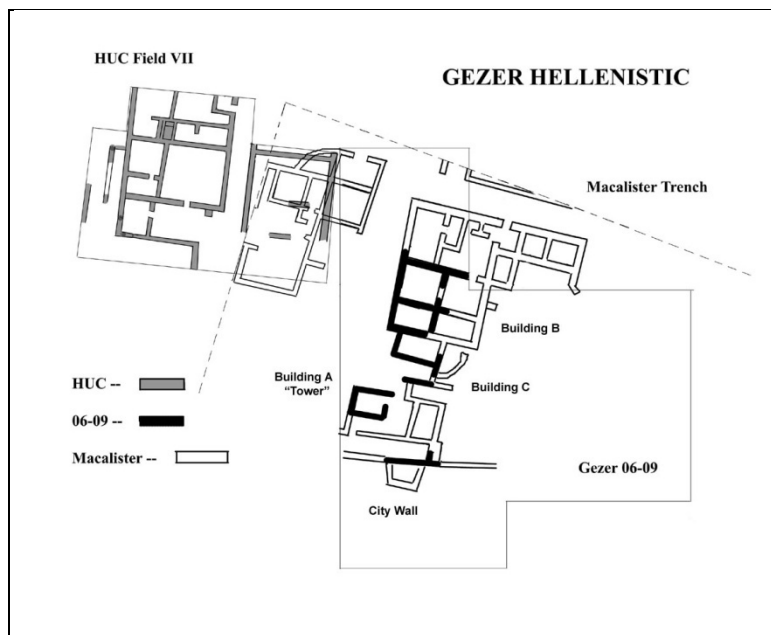 HUC Field VII
GEZER HELLENISTIC
Macalister Trench
Building B
Building A
"Tower"
Building C
HUC --
06-09 --
Macalister --
Gezer 06-09
City Wall